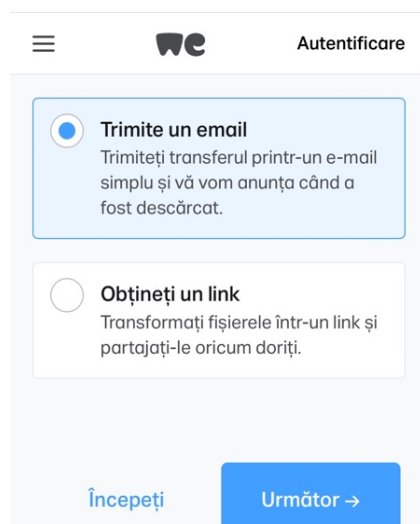 we
Autentificare
Trimite un email
Trimiteți transferul printr-un e-mail
simplu și vă vom anunța când a
fost descărcat.
Obțineți un link
Transformați fișierele într-un link și
partajați-le oricum doriți.
Începeți
Următor →